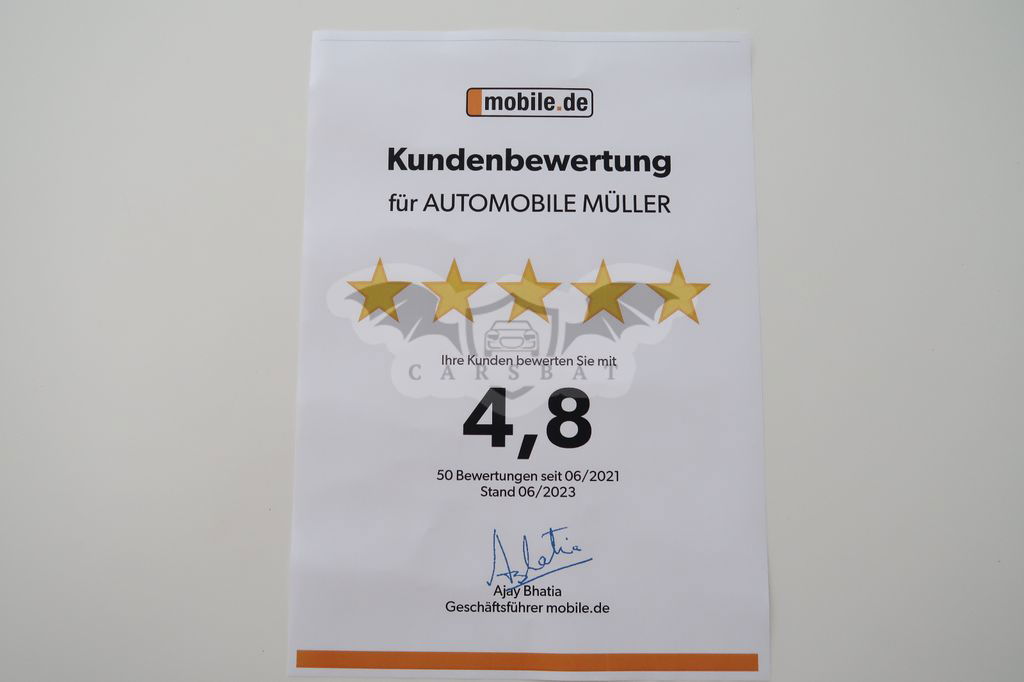 mobile.de
Kundenbewertung
für AUTOMOBILE MÜLLER
Ihre Kunden bewerten Sie mit
CARSBAT
4,8
50 Bewertungen seit 06/2021
Stand 06/2023
Ajay Bhatia
Geschäftsführer mobile.de